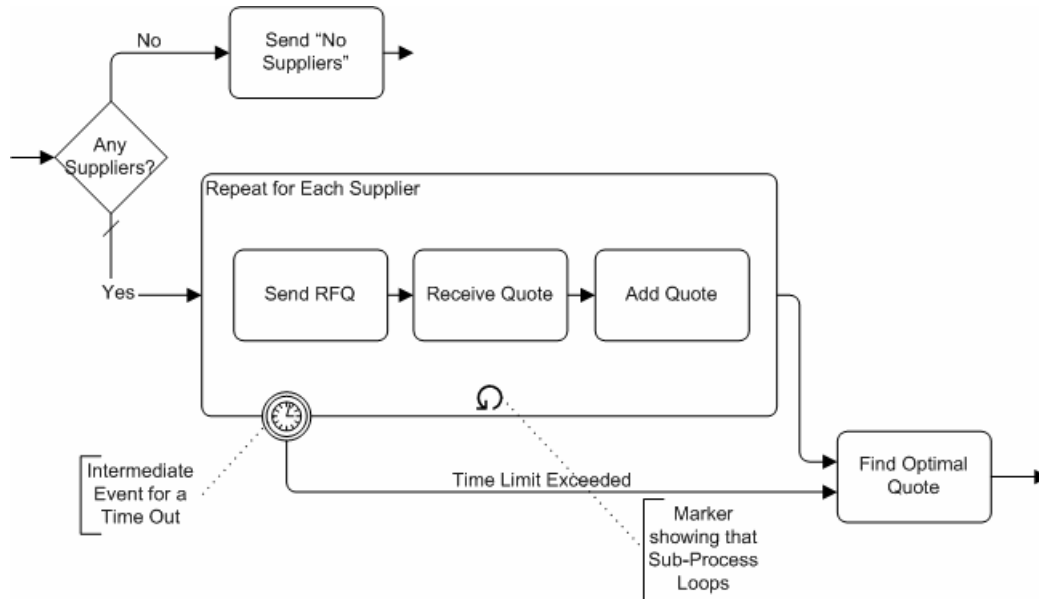 No
Send “No
Suppliers”
Any
Suppliers?
Repeat for Each Supplier
Send RFQ
Receive Quote
Add Quote
Yes
Intermediate
Event for a
Time Out
Time Limit Exceeded
Find Optimal
Quote
Marker
showing that
Sub-Process
Loops